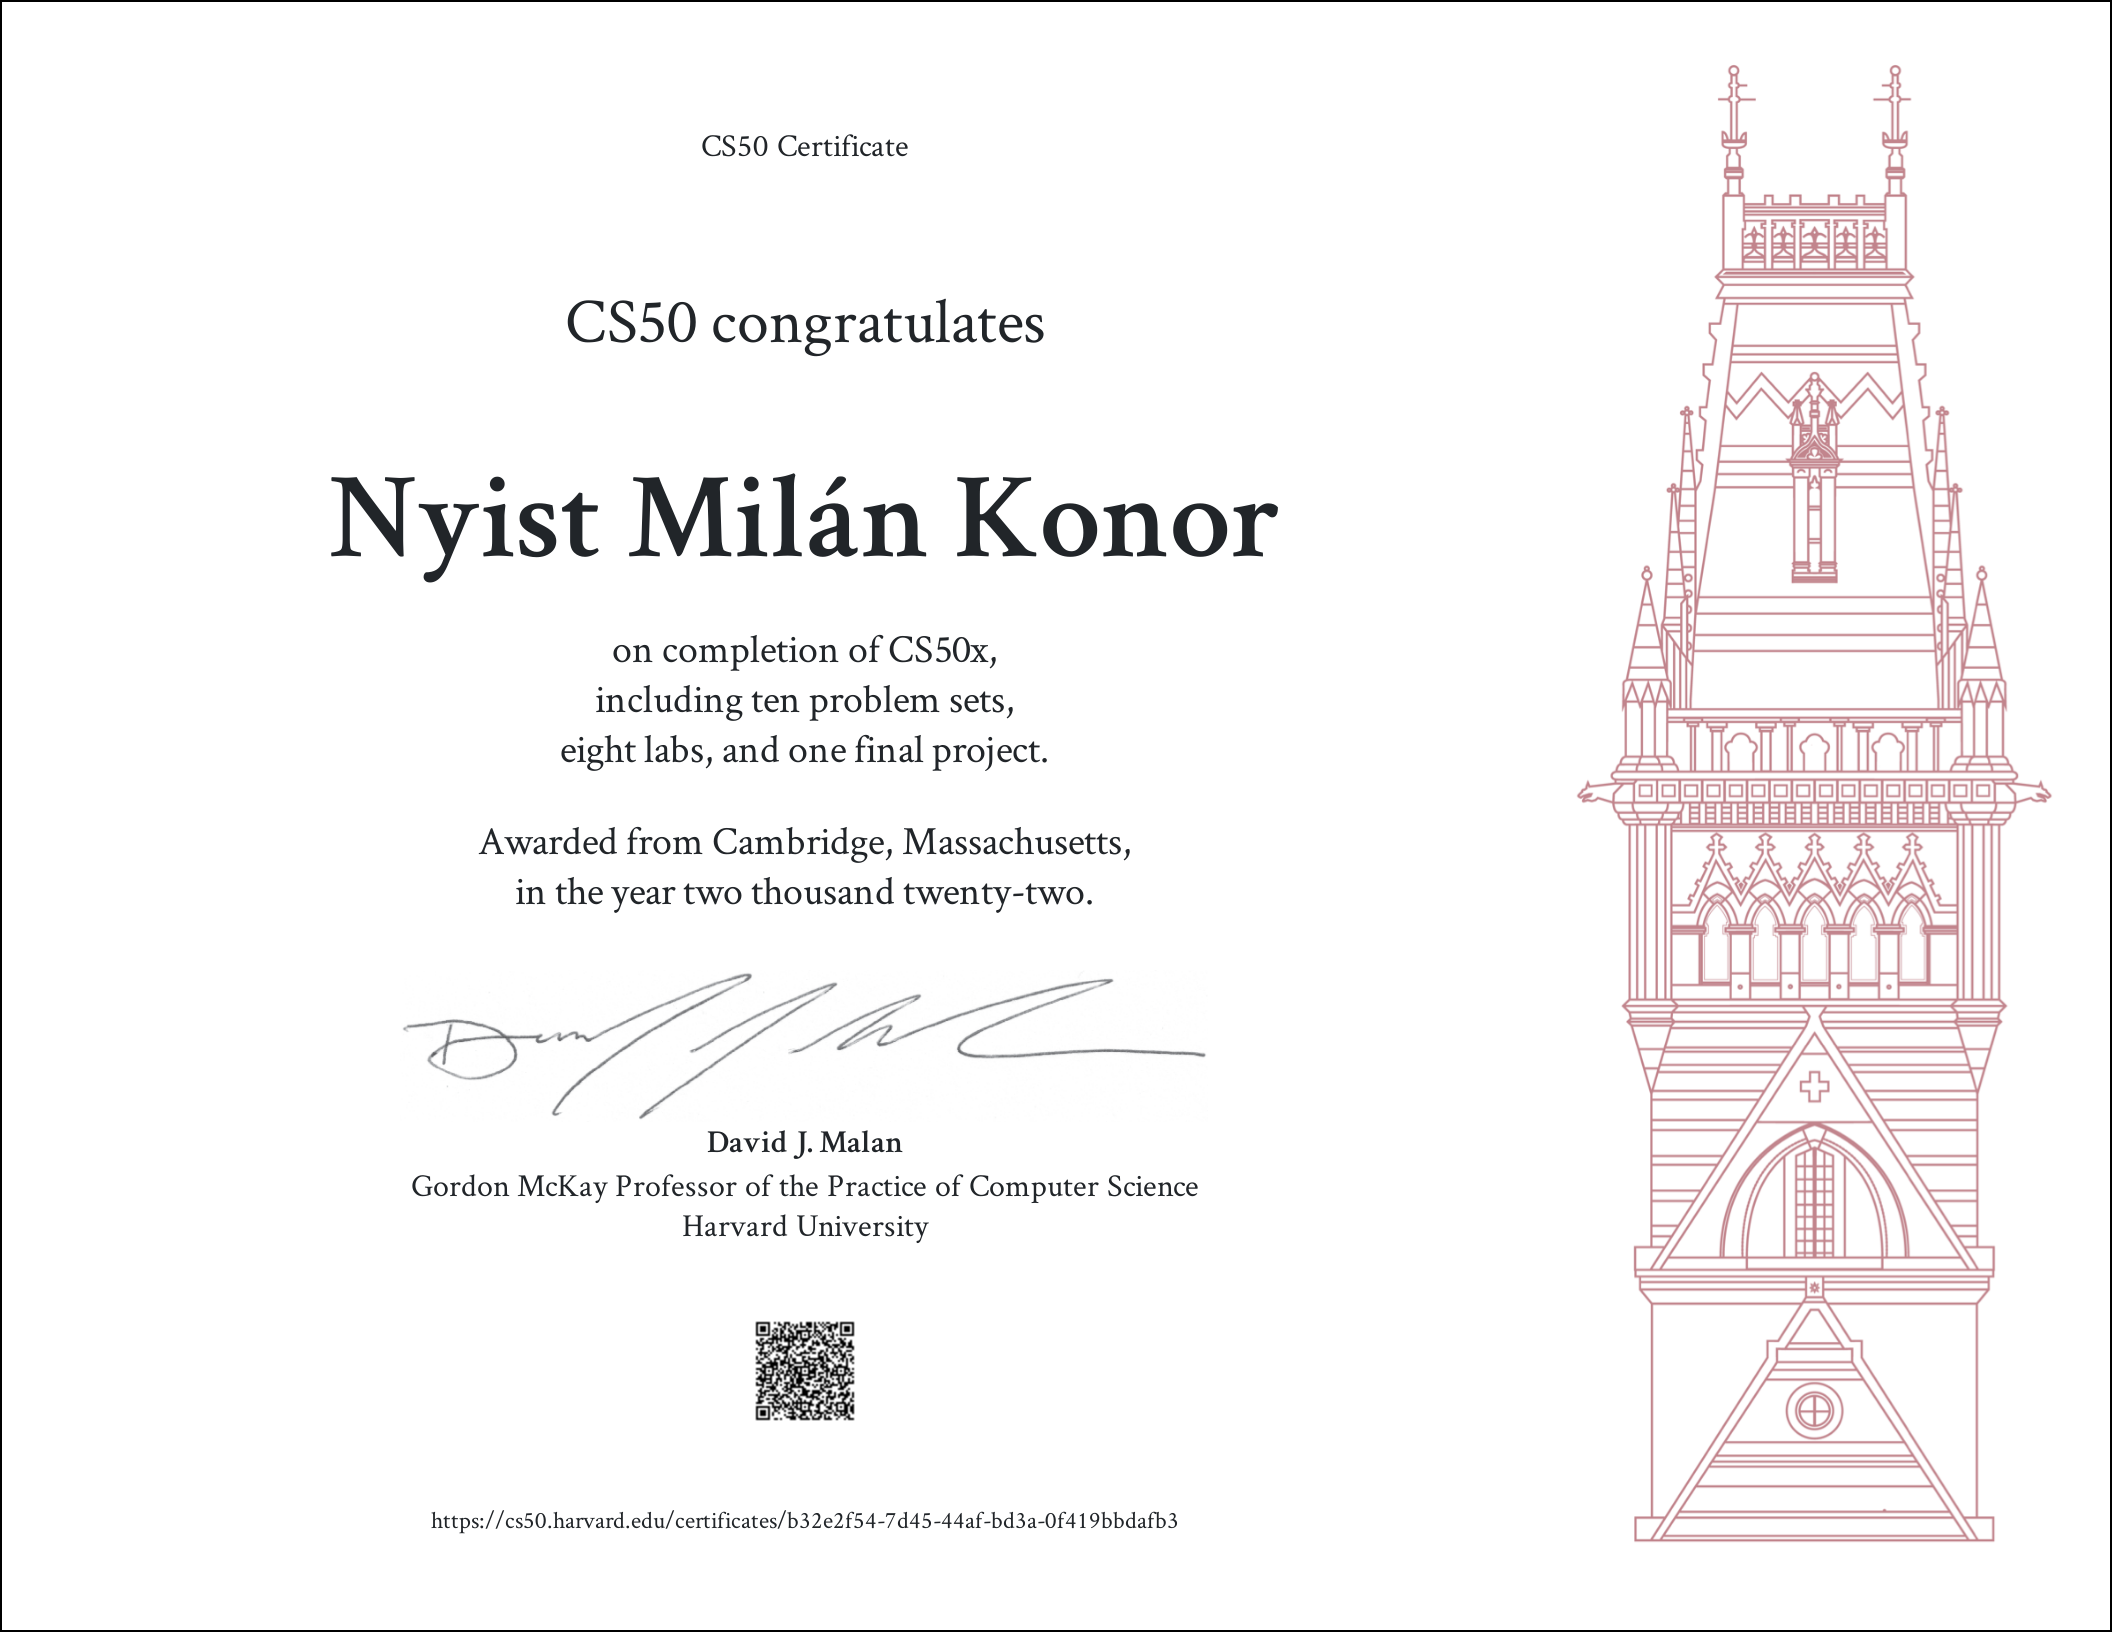 CS50 Certificate
CS50 congratulates
Nyist Milán Konor
on completion of CS50x,
including ten problem sets,
eight labs, and one final project.
Awarded from Cambridge, Massachusetts,
in the year two thousand twenty-two.
David J. Malan
Gordon McKay Professor of the Practice of Computer Science
Harvard University
https://cs50.harvard.edu/certificates/b32e2f54-7d45-44af-bd3a-0f419bbdafb3